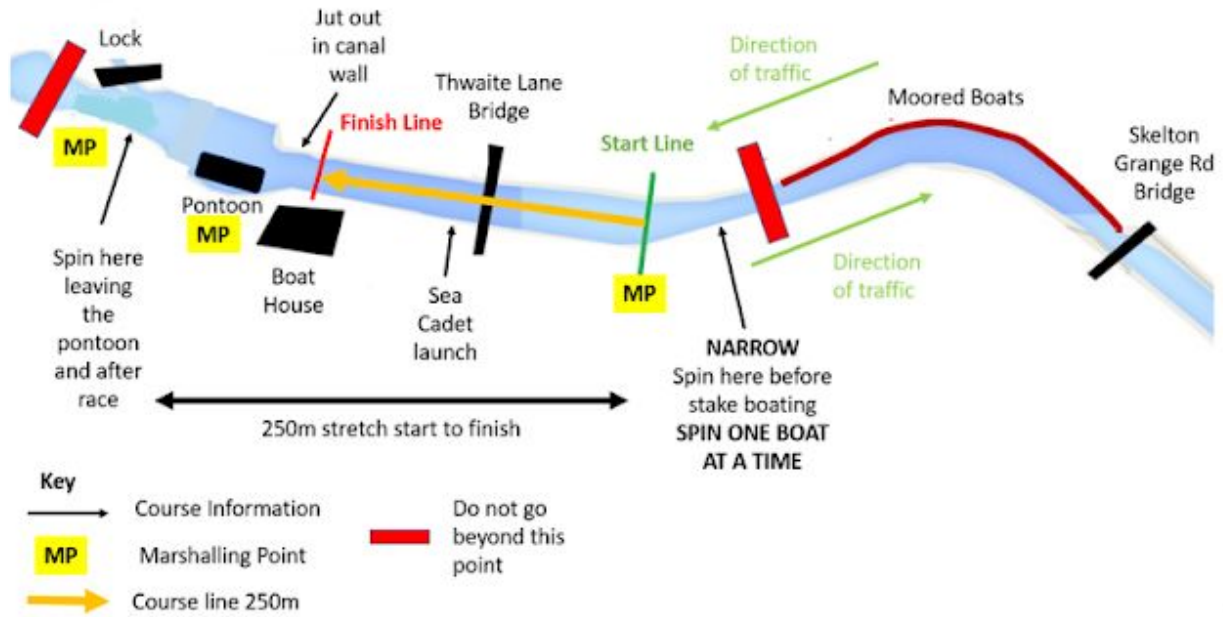 Lock
Jut out
in canal
wall
Finish Line
Thwaite Lane
Bridge
Direction
of traffic
Moored Boats
Start Line
Skelton
Grange Rd
Bridge
MP
Pontoon
MP
Spin here
leaving
the
pontoon
and after
race
Boat
House
Sea
Cadet
launch
MP
Direction
of traffic
NARROW
Spin here before
stake boating
SPIN ONE BOAT
AT A TIME
250m stretch start to finish
Key
Course Information
MP
Marshalling Point
Course line 250m
Do not go
beyond this
point